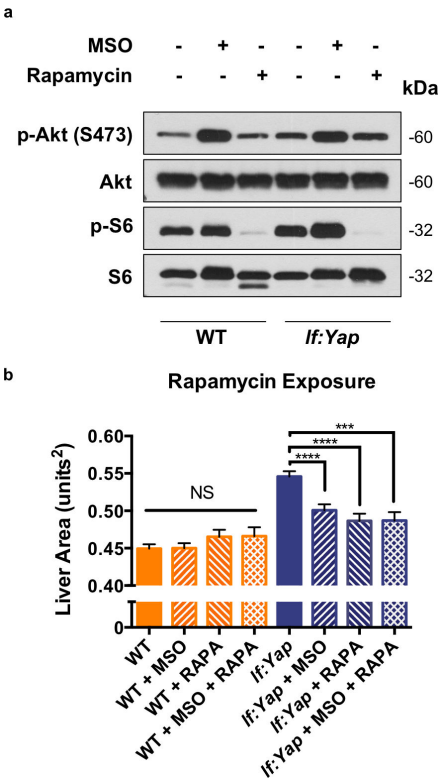 a
MSO - + - - + -
Rapamycin - - + - - +
kDa
p-Akt (S473) -60
Akt -60
p-S6 -32
S6 -32
WT lf:Yap
b
Rapamycin Exposure
Liver Area (units2)
0.60
0.55
0.50
0.45
0.40
0
NS
***
****
****
WT
WT + MSO
WT + RAPA
WT + MSO + RAPA
lf:Yap
lf:Yap + MSO
lf:Yap + RAPA
lf:Yap + MSO + RAPA